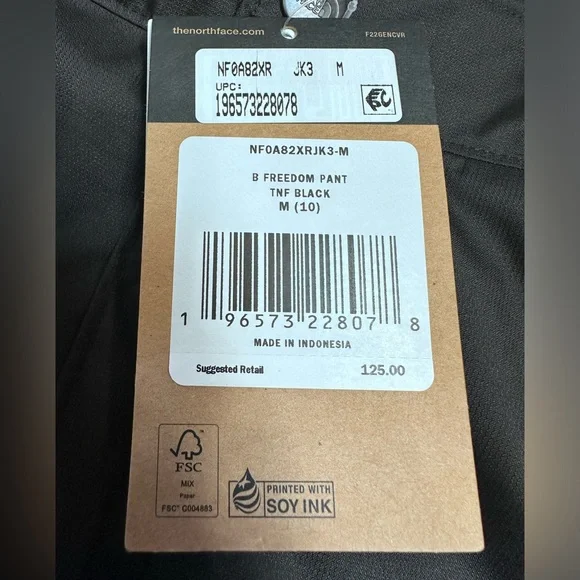 thenorthface.com F22GENCVR
NF0A82XR JK3 M
UPC:
196573228078
NF0A82XRJK3-M
B FREEDOM PANT
TNF BLACK
M (10)
1 96573 22807 8
MADE IN INDONESIA
Suggested Retail 125.00
FSC
MIX
Paper
FSC® C004883
PRINTED WITH
SOY INK